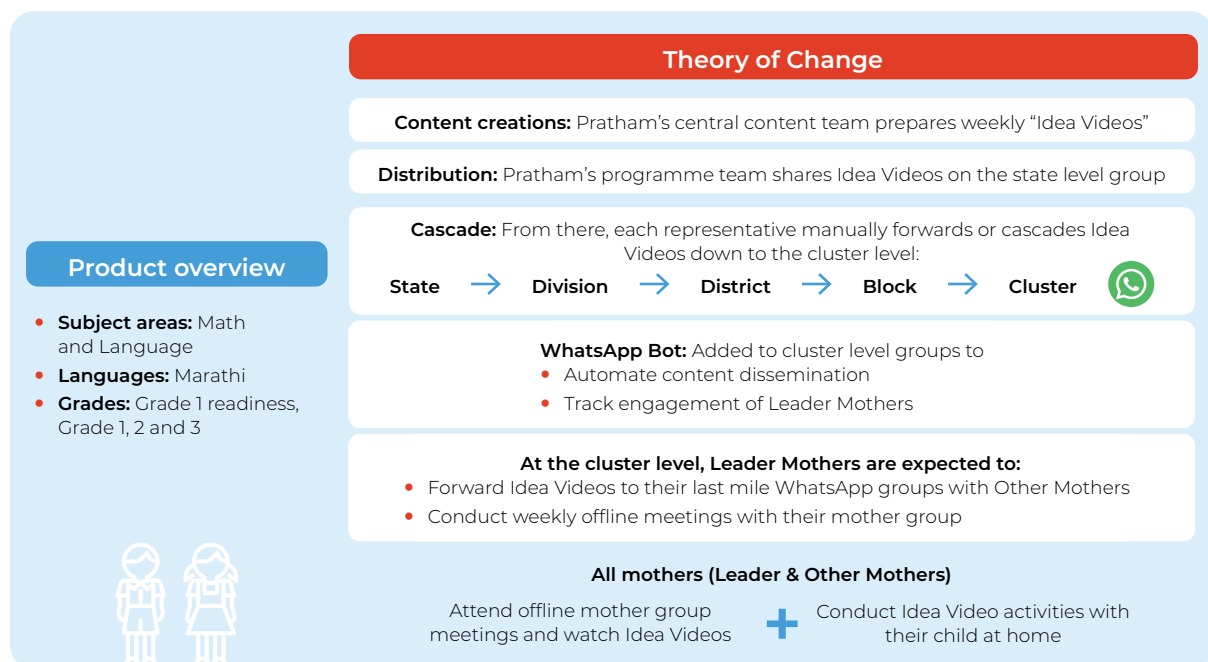 Theory of Change
Content creations: Pratham’s central content team prepares weekly “Idea Videos”
Distribution: Pratham’s programme team shares Idea Videos on the state level group
Cascade: From there, each representative manually forwards or cascades Idea
Videos down to the cluster level:
State → Division → District → Block → Cluster
Product overview
• Subject areas: Math
and Language
• Languages: Marathi
• Grades: Grade 1 readiness,
Grade 1, 2 and 3
WhatsApp Bot: Added to cluster level groups to
• Automate content dissemination
• Track engagement of Leader Mothers
At the cluster level, Leader Mothers are expected to:
• Forward Idea Videos to their last mile WhatsApp groups with Other Mothers
• Conduct weekly offline meetings with their mother group
All mothers (Leader & Other Mothers)
Attend offline mother group
meetings and watch Idea Videos
+
Conduct Idea Video activities with
their child at home